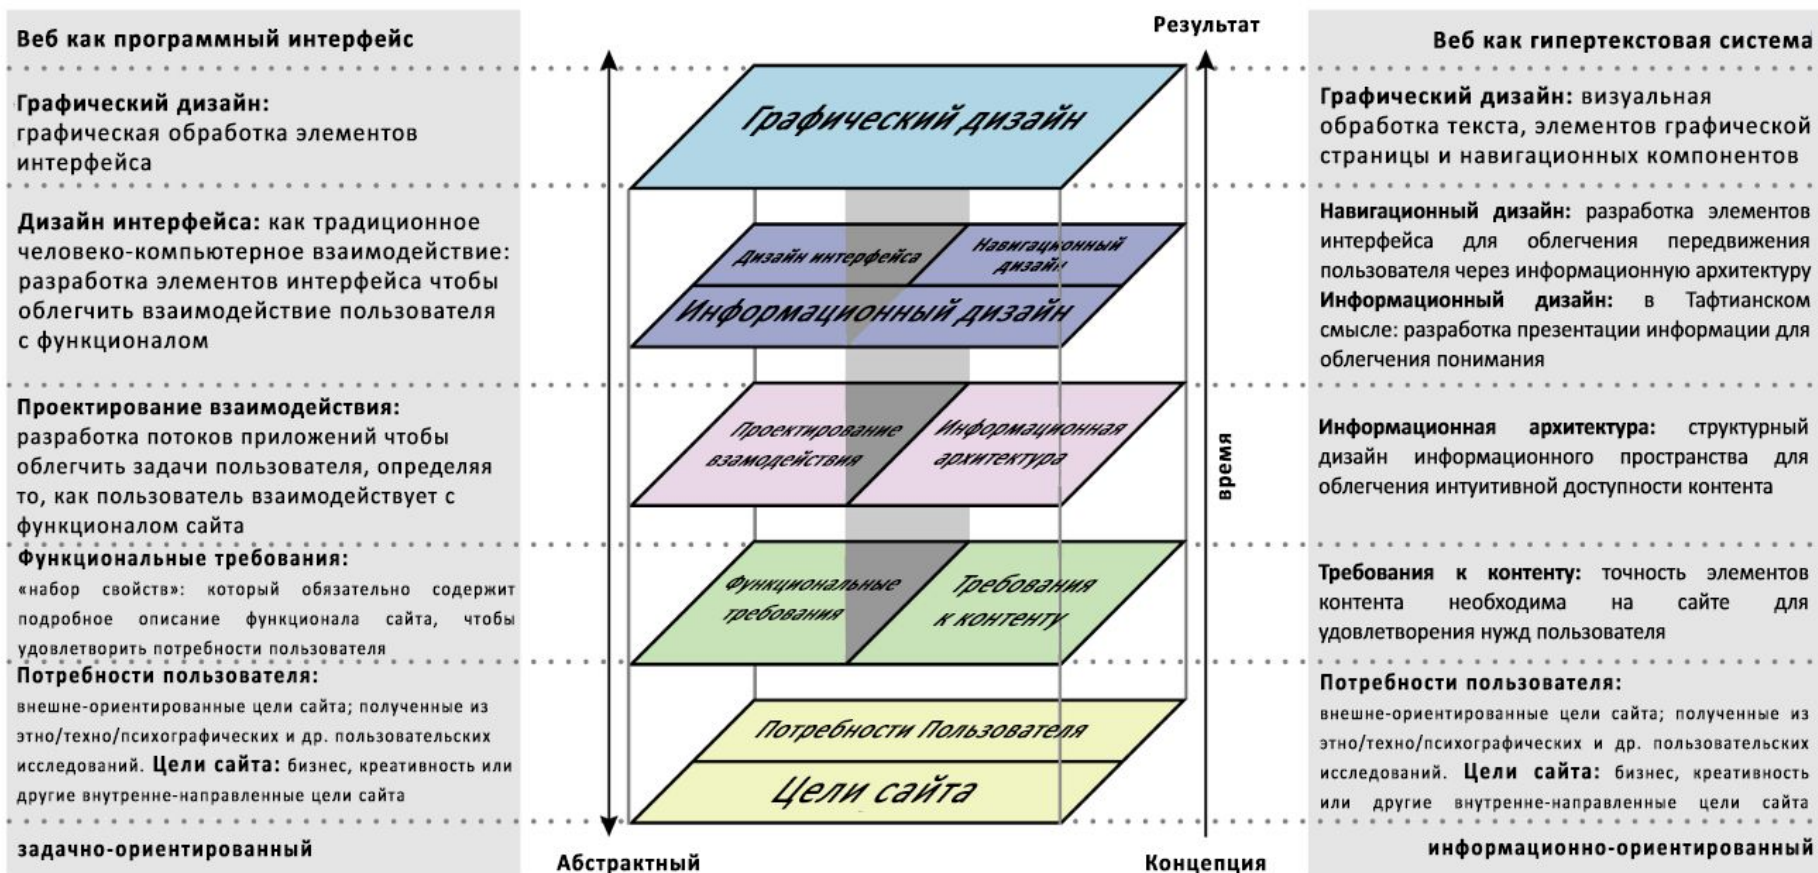 Веб как программный интерфейс
Графический дизайн:
графическая обработка элементов
интерфейса
Дизайн интерфейса: как традиционное
человеко-компьютерное взаимодействие:
разработка элементов интерфейса чтобы
облегчить взаимодействие пользователя
с функционалом
Проектирование взаимодействия:
разработка потоков приложений чтобы
облегчить задачи пользователя, определяя
то, как пользователь взаимодействует с
функционалом сайта
Функциональные требования:
«набор свойств»: который обязательно содержит
подробное описание функционала сайта, чтобы
удовлетворить потребности пользователя
Потребности пользователя:
внешне-ориентированные цели сайта; полученные из
этно/техно/психографических и др. пользовательских
исследований. Цели сайта: бизнес, креативность или
другие внутренне-направленные цели сайта
задачно-ориентированный
Результат
Графический дизайн
Дизайн интерфейса
Навигационный
дизайн
Информационный дизайн
Проектирование
взамодействия
Информационная
архитектура
Функциональные
требования
Требования
к контенту
Потребности Пользователя
Цели сайта
время
Абстрактный
Концепция
Веб как гипертекстовая система
Графический дизайн: визуальная
обработка текста, элементов графической
страницы и навигационных компонентов
Навигационный дизайн: разработка элементов
интерфейса для облегчения передвижения
пользователя через информационную архитектуру
Информационный дизайн: в Тафтианском
смысле: разработка презентации информации для
облегчения понимания
Информационная архитектура: структурный
дизайн информационного пространства для
облегчения интуитивной доступности контента
Требования к контенту: точность элементов
контента необходима на сайте для
удовлетворения нужд пользователя
Потребности пользователя:
внешне-ориентированные цели сайта; полученные из
этно/техно/психографических и др. пользовательских
исследований. Цели сайта: бизнес, креативность
или другие внутренне-направленные цели сайта
информационно-ориентированный